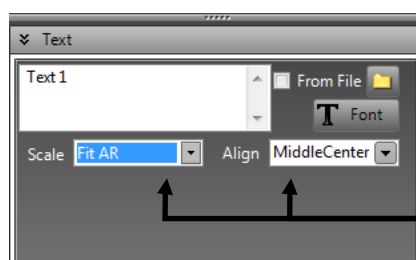 Text
Text 1
From File
T Font
Scale Fit AR Align MiddleCenter